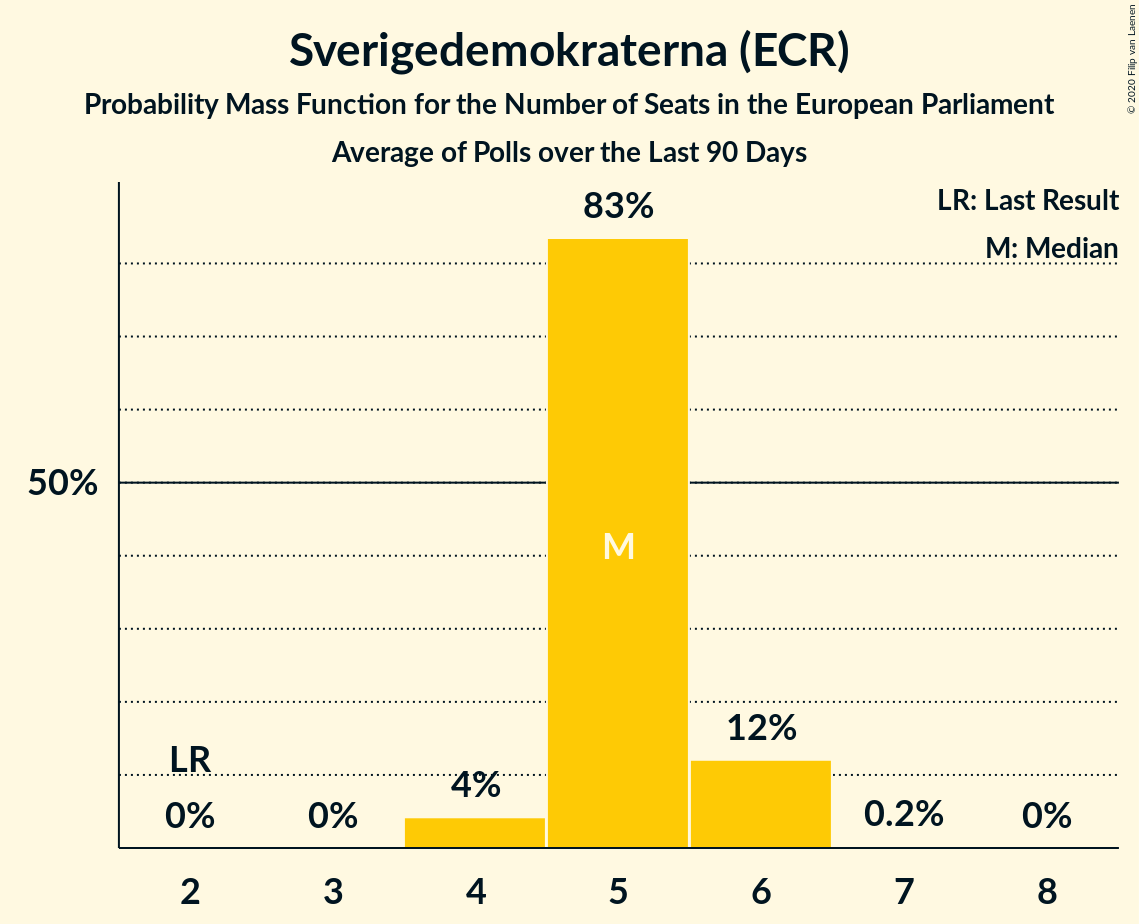 Sverigedemokraterna (ECR)
Probability Mass Function for the Number of Seats in the European Parliament
Average of Polls over the Last 90 Days
© 2020 Filip van Laenen
LR: Last Result
M: Median
83%
50%
M
12%
LR
4%
0%
0%
0.2%
0%
2 3 4 5 6 7 8